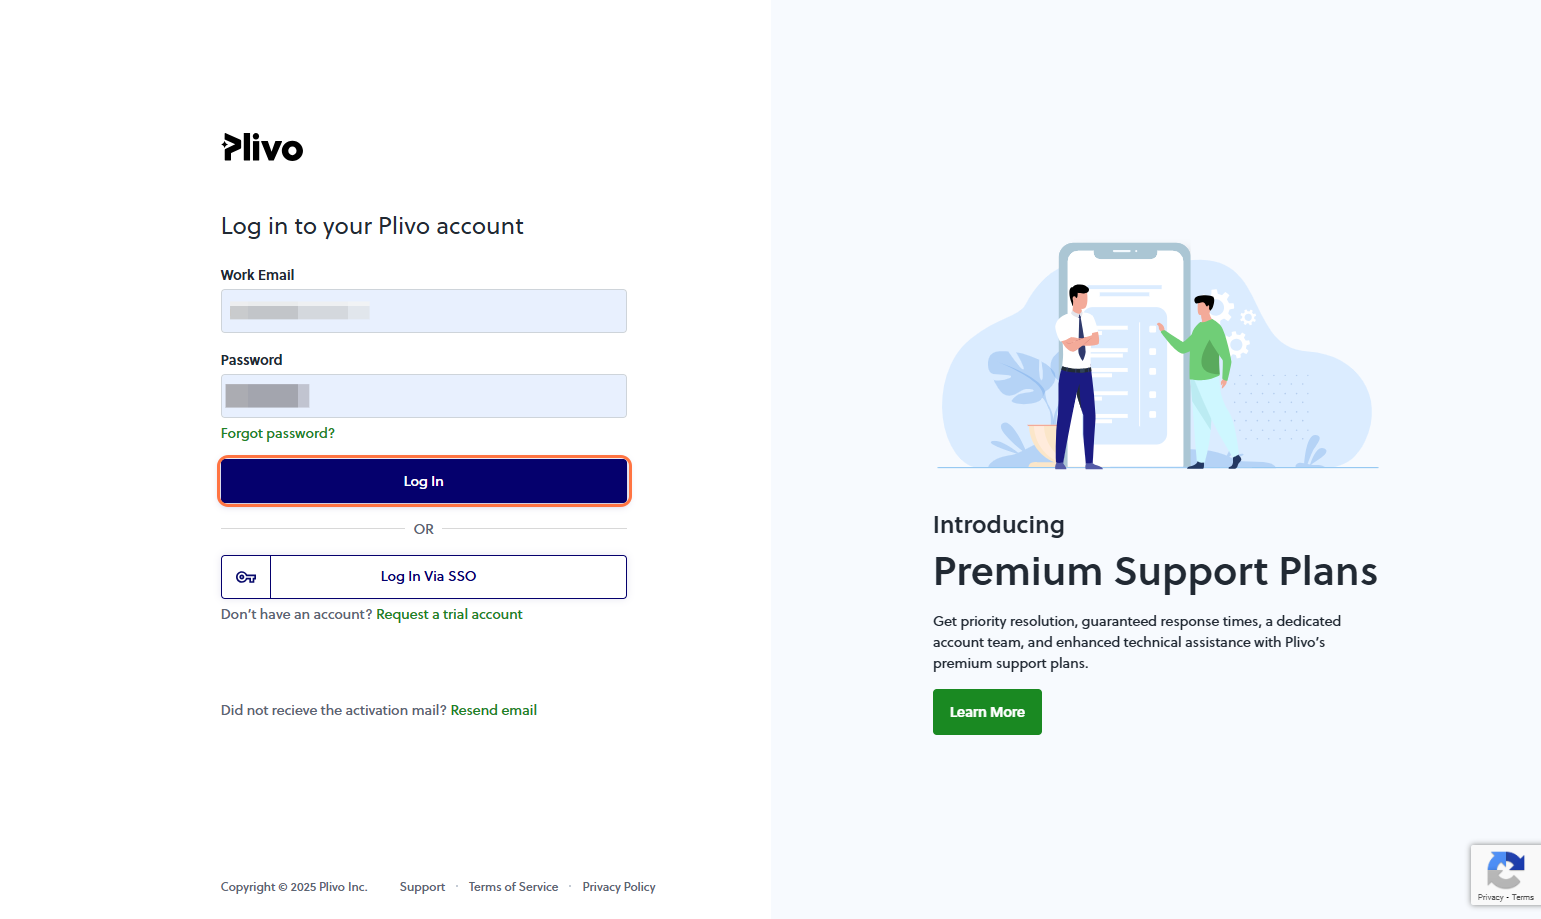 Plivo
Log in to your Plivo account
Work Email
Password
Forgot password?
Log In
OR
Log In Via SSO
Don't have an account? Request a trial account
Did not recieve the activation mail? Resend email
Copyright © 2025 Plivo Inc. Support · Terms of Service · Privacy Policy
Introducing
Premium Support Plans
Get priority resolution, guaranteed response times, a dedicated
account team, and enhanced technical assistance with Plivo's
premium support plans.
Learn More
Privacy - Terms